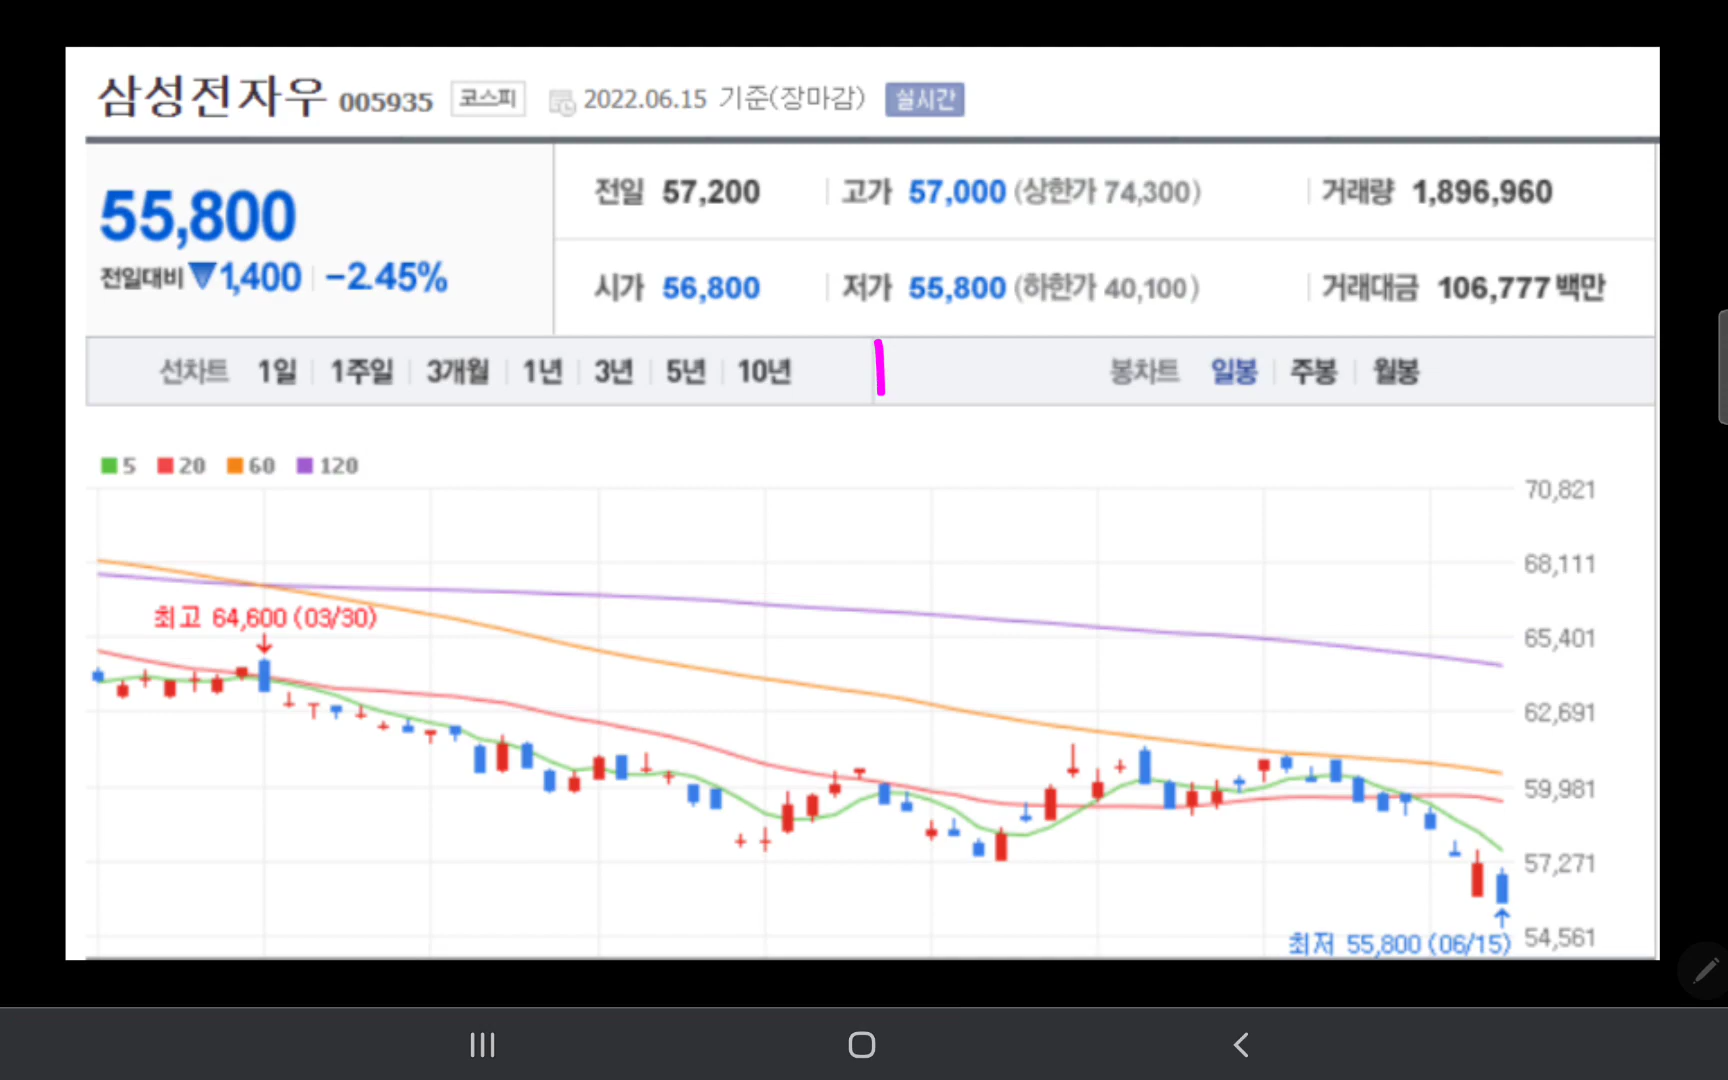 삼성전자우 005935 코스피 2022.06.15 기준(장마감) 실시간
55,800
전일대비 ▼1,400 -2.45%
전일 57,200 고가 57,000 (상한가 74,300) 거래량 1,896,960
시가 56,800 저가 55,800 (하한가 40,100) 거래대금 106,777 백만
선차트 1일 1주일 3개월 1년 3년 5년 10년 봉차트 일봉 주봉 월봉
5 20 60 120
70,821
68,111
최고 64,600 (03/30)
65,401
62,691
59,981
57,271
54,561
최저 55,800 (06/15)